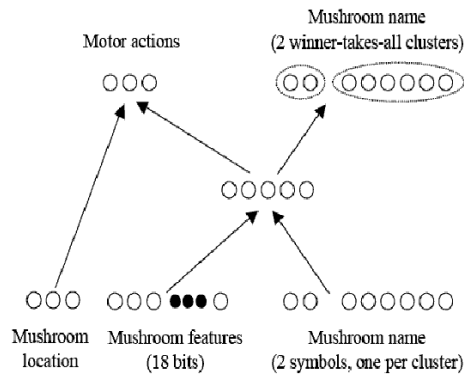 Motor actions
Mushroom name
(2 winner-takes-all clusters)
Mushroom
location
Mushroom features
(18 bits)
Mushroom name
(2 symbols, one per cluster)